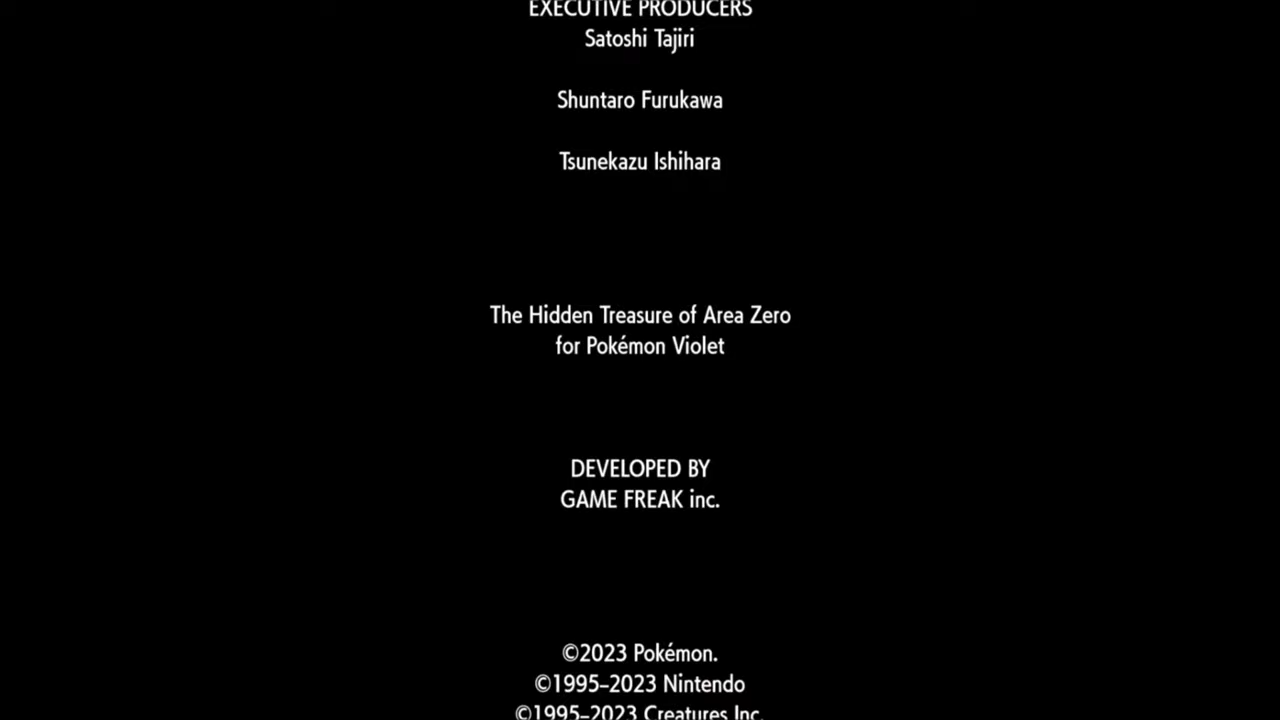 EXECUTIVE PRODUCERS
Satoshi Tajiri
Shuntaro Furukawa
Tsunekazu Ishihara
The Hidden Treasure of Area Zero
for Pokémon Violet
DEVELOPED BY
GAME FREAK inc.
©2023 Pokémon.
©1995–2023 Nintendo
©1995–2023 Creatures Inc.